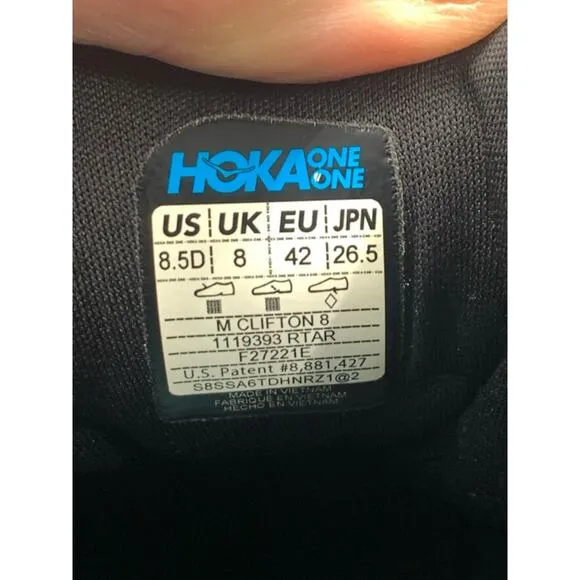 HOKA ONE ONE
US UK EU JPN
8.5D 8 42 26.5
M CLIFTON 8
1119393 RTAR
F27221E
U.S. Patent #8,881,427
S8SSA6TDHNRZ1@2
MADE IN VIETNAM
FABRIQUÉ EN VIETNAM
HECHO EN VIETNAM